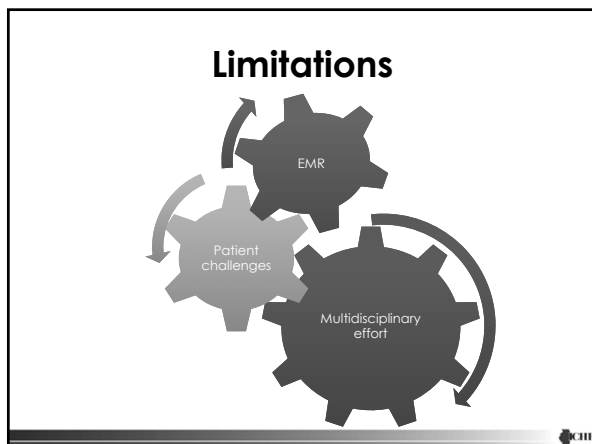 Limitations
EMR
Patient
challenges
Multidisciplinary
effort